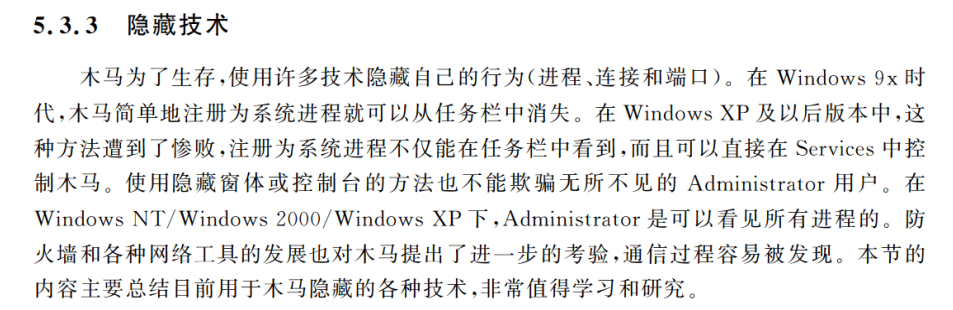 5.3.3 隐藏技术
木马为了生存,使用许多技术隐藏自己的行为(进程、连接和端口)。在 Windows 9x 时
代,木马简单地注册为系统进程就可以从任务栏中消失。在 Windows XP 及以后版本中,这
种方法遭到了惨败,注册为系统进程不仅能在任务栏中看到,而且可以直接在 Services 中控
制木马。使用隐藏窗体或控制台的方法也不能欺骗无所不见的 Administrator 用户。在
Windows NT/Windows 2000/Windows XP 下,Administrator 是可以看见所有进程的。防
火墙和各种网络工具的发展也对木马提出了进一步的考验,通信过程容易被发现。本节的
内容主要总结目前用于木马隐藏的各种技术,非常值得学习和研究。